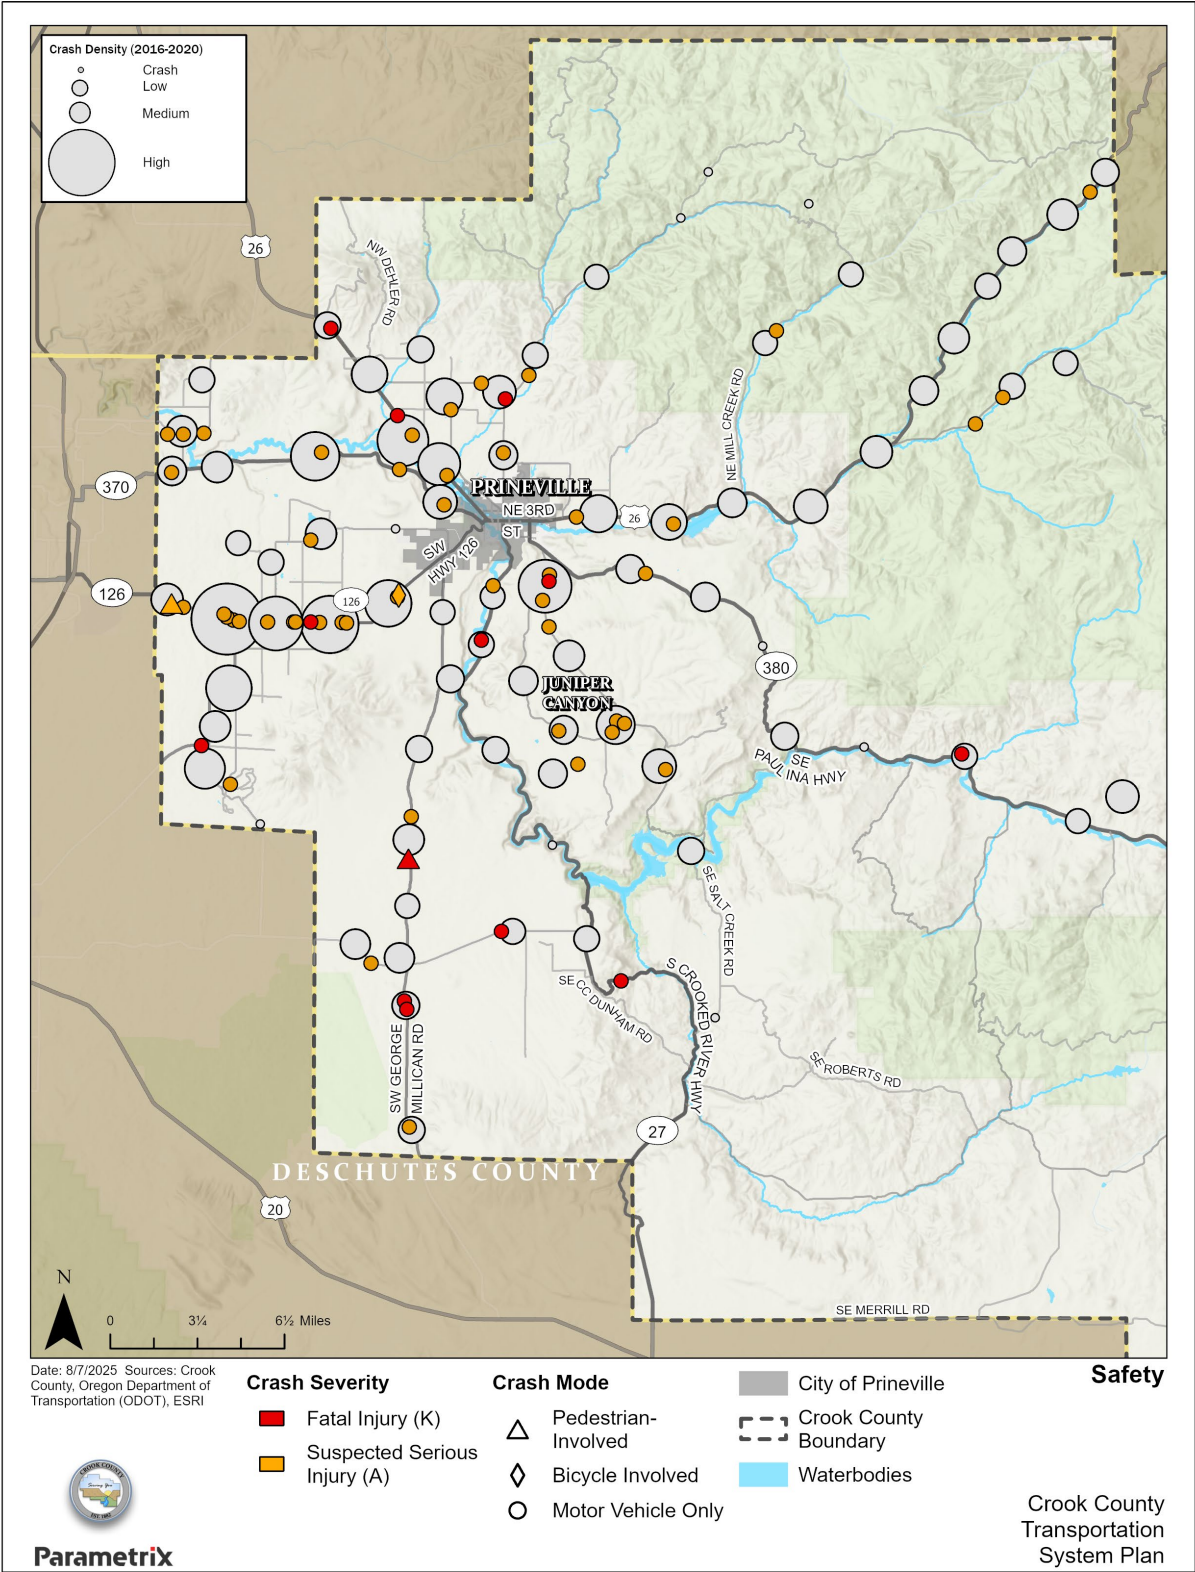 Crash Density (2016-2020)
Crash
Low
Medium
High
26
NW DEHLER RD
NE MILL CREEK RD
370
PRINEVILLE
NE 3RD
ST
26
SW
HWY 126
126
126
380
JUNIPER
CANYON
SE
PAULINA HWY
SE SALT CREEK RD
S CROOKED RIVER HWY
SE CC DUNHAM RD
SW GEORGE
MILLICAN RD
SE ROBERTS RD
27
DESCHUTES COUNTY
20
N
0 3¼ 6½ Miles
SE MERRILL RD
Date: 8/7/2025 Sources: Crook
County, Oregon Department of
Transportation (ODOT), ESRI
Crash Severity
Fatal Injury (K)
Suspected Serious
Injury (A)
Crash Mode
Pedestrian-
Involved
Bicycle Involved
Motor Vehicle Only
City of Prineville
Crook County
Boundary
Waterbodies
Safety
CROOK COUNTY
Parametrix
Crook County
Transportation
System Plan